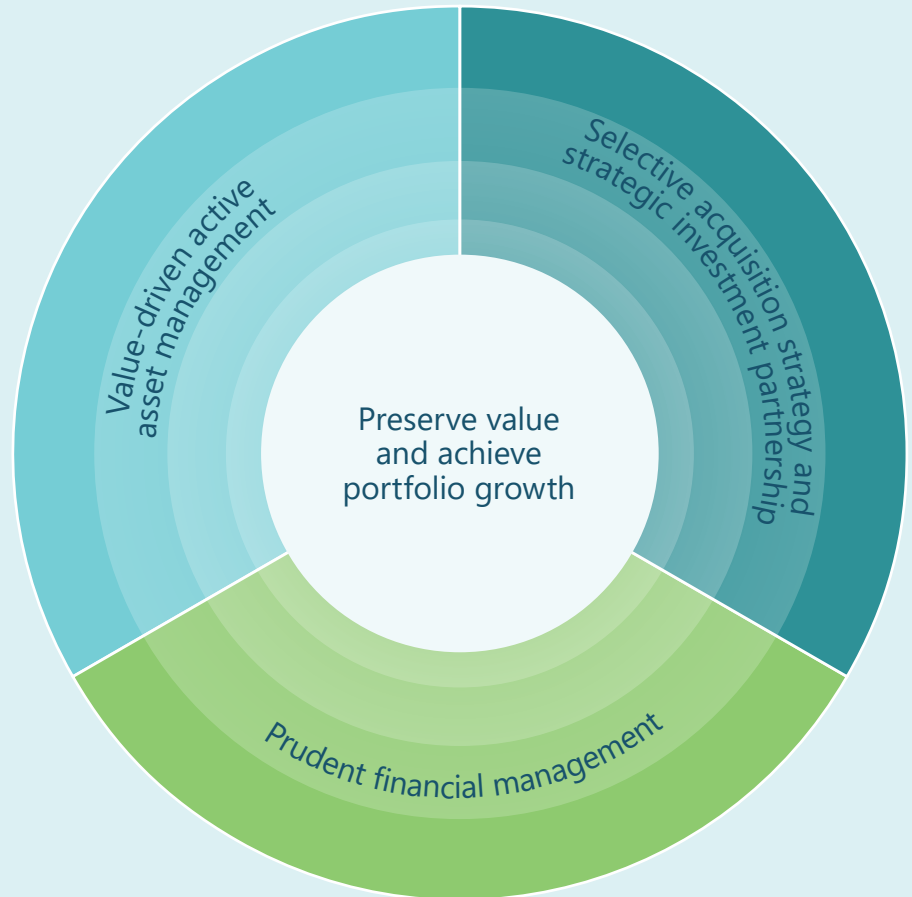 Value-driven active
asset management
Selective acquisition strategy and
strategic investment partnership
Preserve value
and achieve
portfolio growth
Prudent financial management